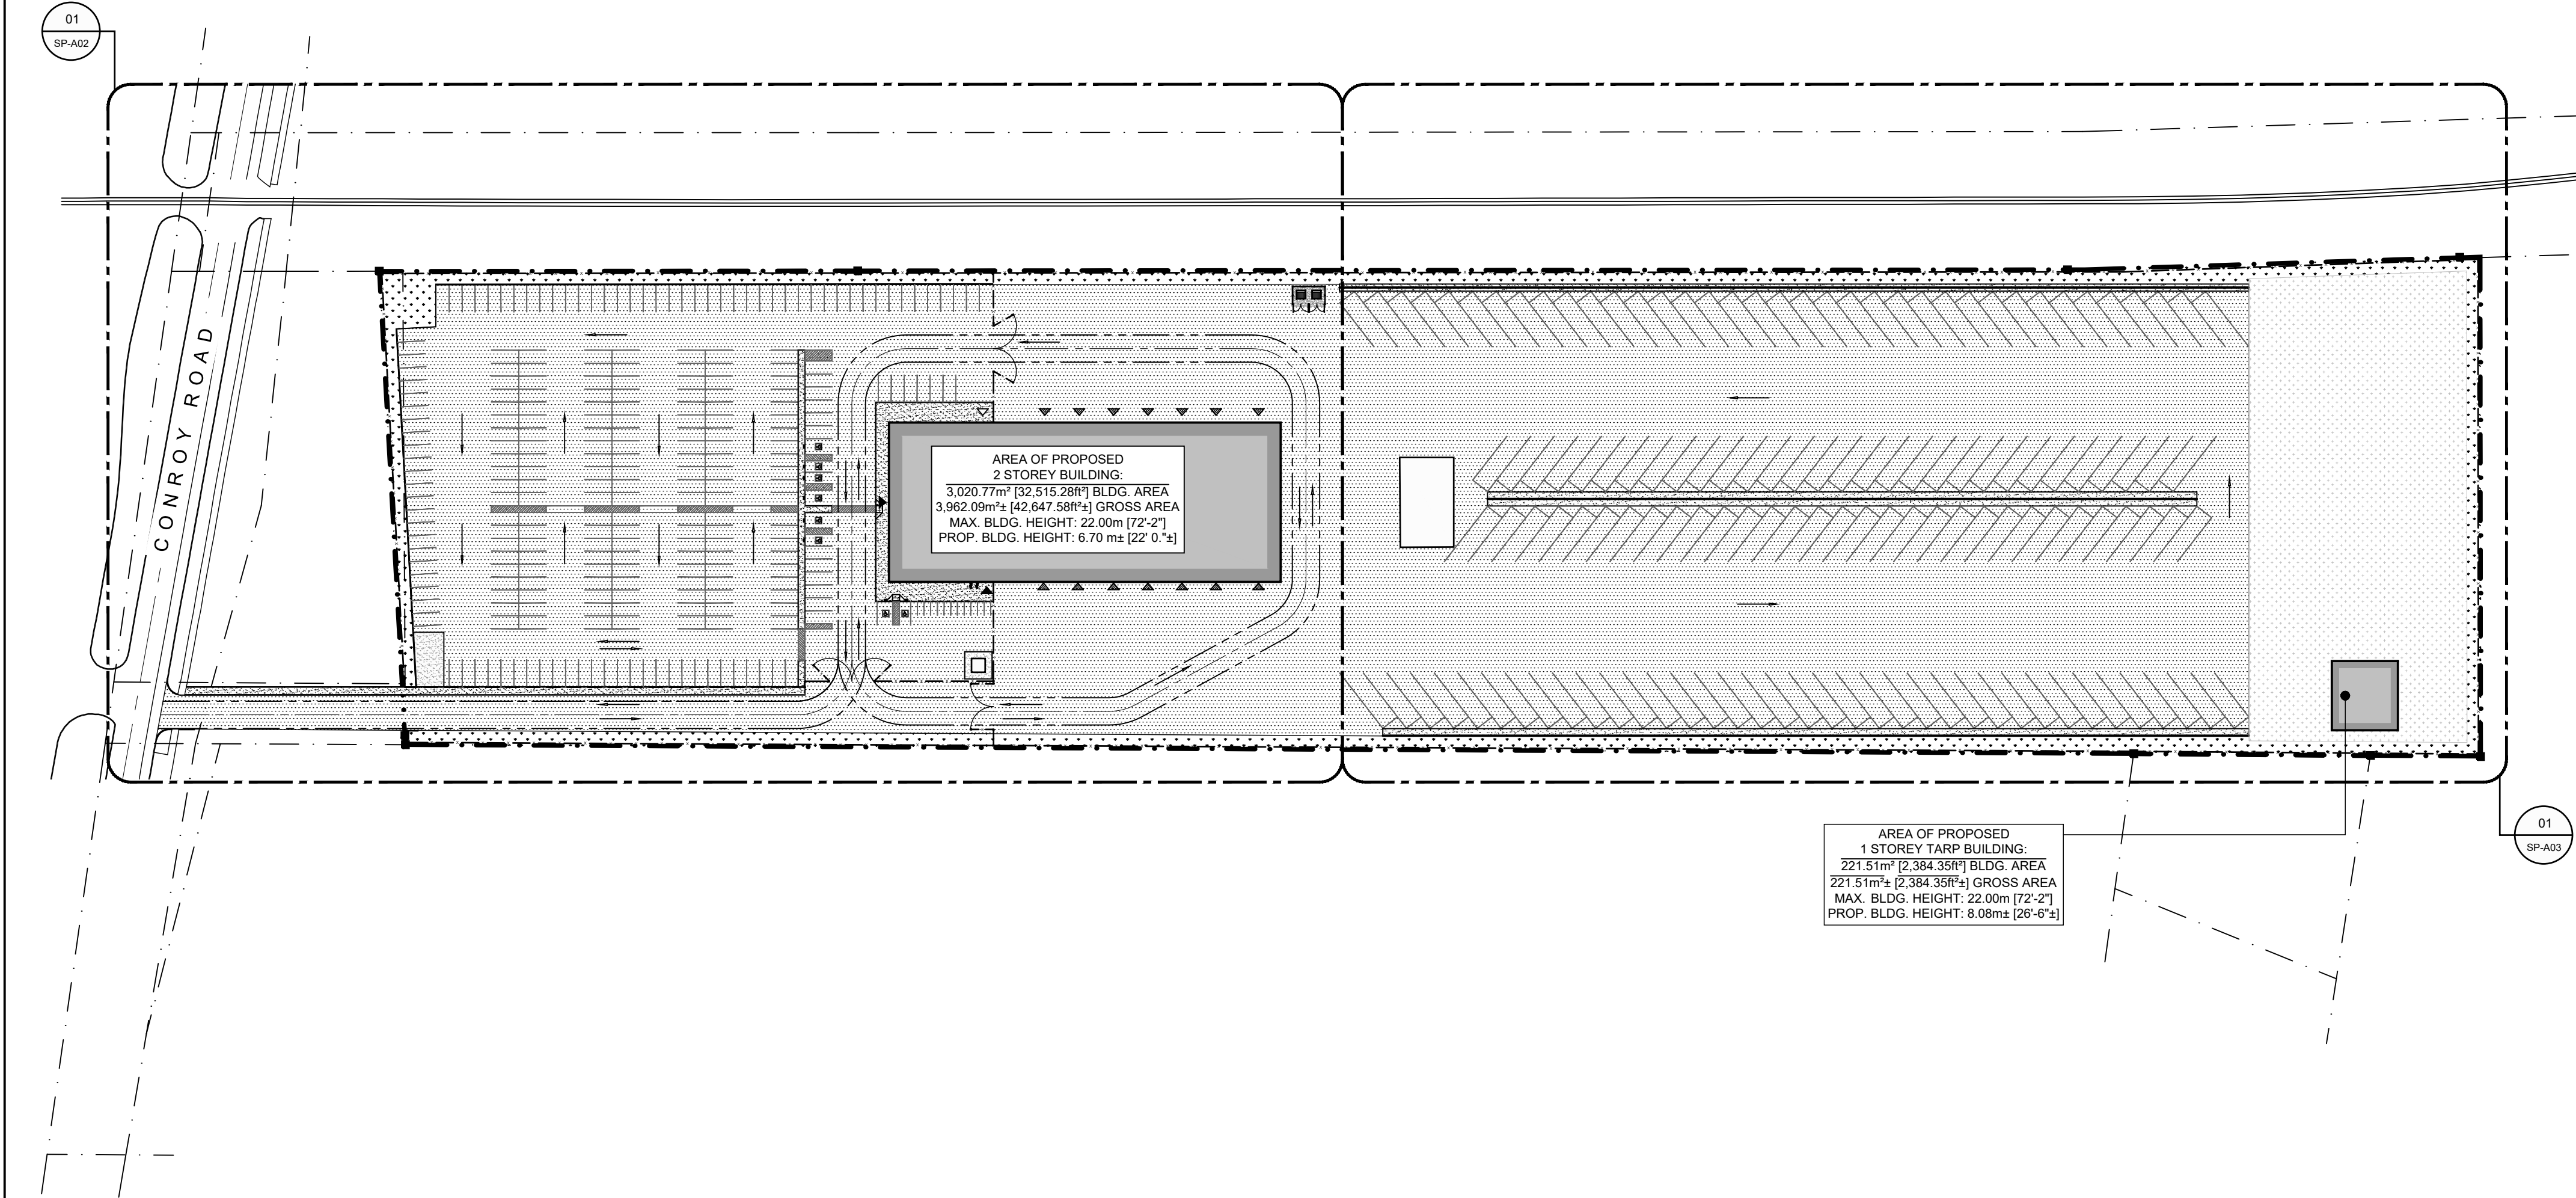 01
SP-A02
CONROY ROAD
AREA OF PROPOSED
2 STOREY BUILDING:
3,020.77m² [32,515.28ft²] BLDG. AREA
3,962.09m²± [42,647.58ft²±] GROSS AREA
MAX. BLDG. HEIGHT: 22.00m [72'-2"]
PROP. BLDG. HEIGHT: 6.70 m± [22' 0."±]
AREA OF PROPOSED
1 STOREY TARP BUILDING:
221.51m² [2,384.35ft²] BLDG. AREA
221.51m²± [2,384.35ft²±] GROSS AREA
MAX. BLDG. HEIGHT: 22.00m [72'-2"]
PROP. BLDG. HEIGHT: 8.08m± [26'-6"±]
01
SP-A03